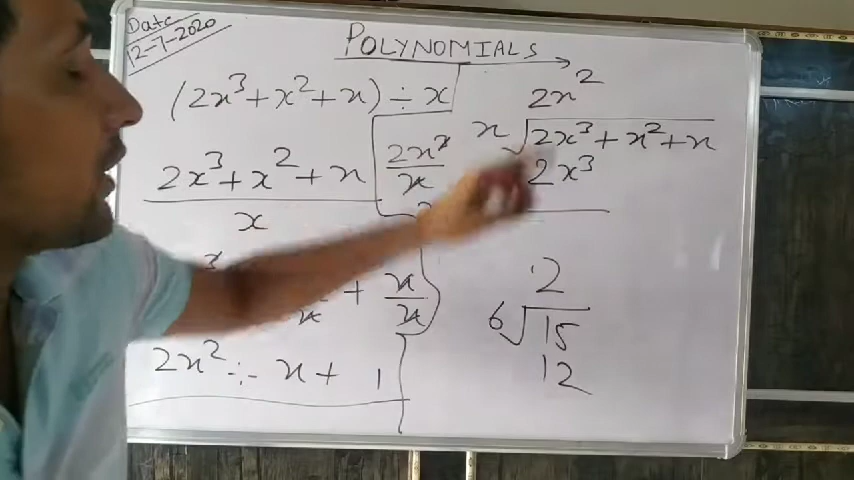 Date
12-7-2020
POLYNOMIALS
(2x³+x²+x) ÷ x
2x³+x²+x
x
x
x
x
2x² ÷ x + 1
2x³
x
2x²
x √2x³+x²+x
2x³
2
6 √15
12